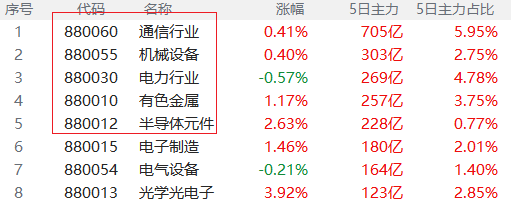 序号 代码 名称 涨幅 5日主力 5日主力占比
1 880060 通信行业 0.41% 705亿 5.95%
2 880055 机械设备 0.40% 303亿 2.75%
3 880030 电力行业 -0.57% 269亿 4.78%
4 880010 有色金属 1.17% 257亿 3.75%
5 880012 半导体元件 2.63% 228亿 0.77%
6 880015 电子制造 1.46% 180亿 2.01%
7 880054 电气设备 -0.21% 164亿 1.40%
8 880013 光学光电子 3.92% 123亿 2.85%